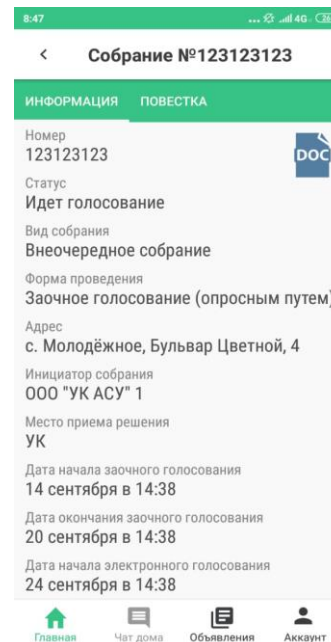 8:47
... 4G
Собрание №123123123
ИНФОРМАЦИЯ ПОВЕСТКА
Номер
123123123
DOC
Статус
Идет голосование
Вид собрания
Внеочередное собрание
Форма проведения
Заочное голосование (опросным путем)
Адрес
с. Молодёжное, Бульвар Цветной, 4
Инициатор собрания
ООО "УК АСУ" 1
Место приема решения
УК
Дата начала заочного голосования
14 сентября в 14:38
Дата окончания заочного голосования
20 сентября в 14:38
Дата начала электронного голосования
24 сентября в 14:38
Главная Чат дома Объявления Аккаунт